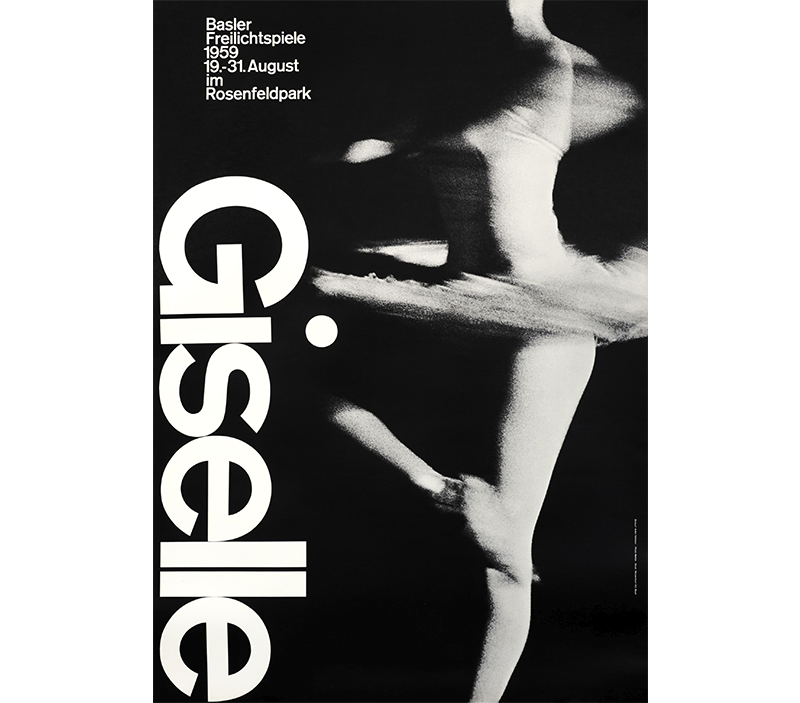 Basler
Freilichtspiele
1959
19.-31. August
im
Rosenfeldpark
Giselle